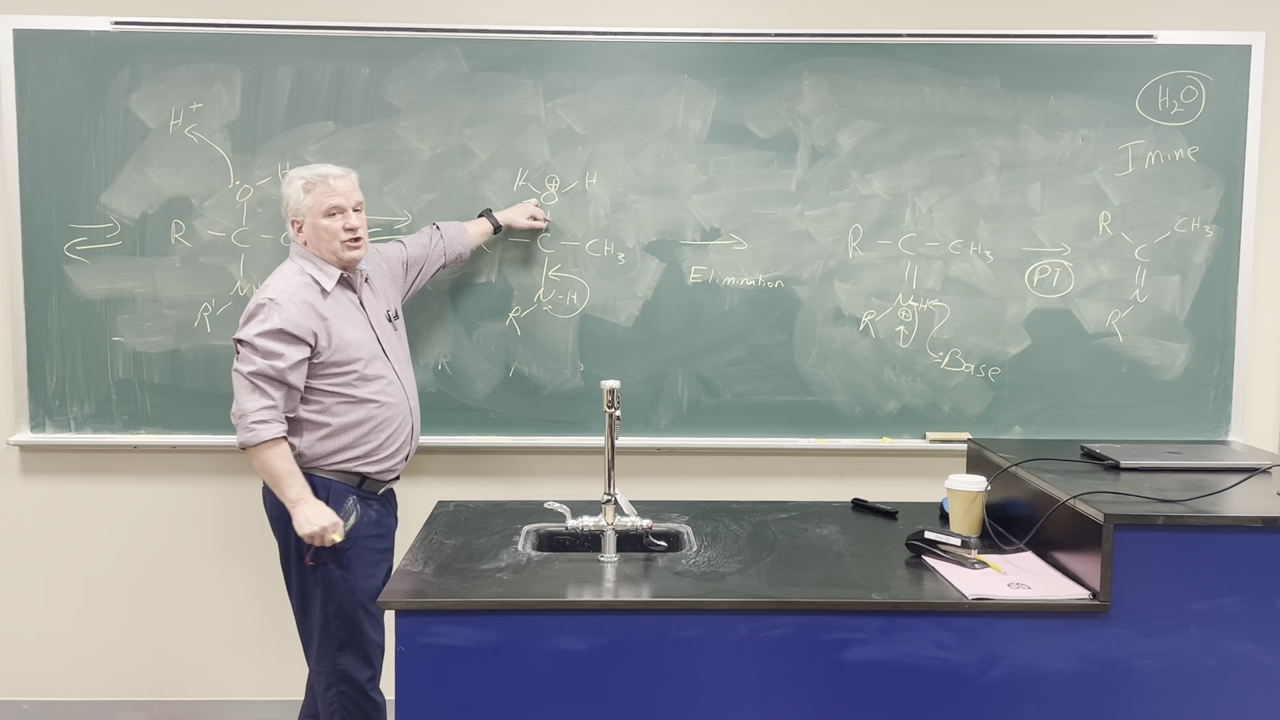 H+
O - H
R - C - C
N H
R'
H O ⊕ H
- C - CH3
N - H
R
Elimination
R - C - CH3
||
N H
R ⊕
Base
PT
H2O
Imine
R CH3
C
||
N
R